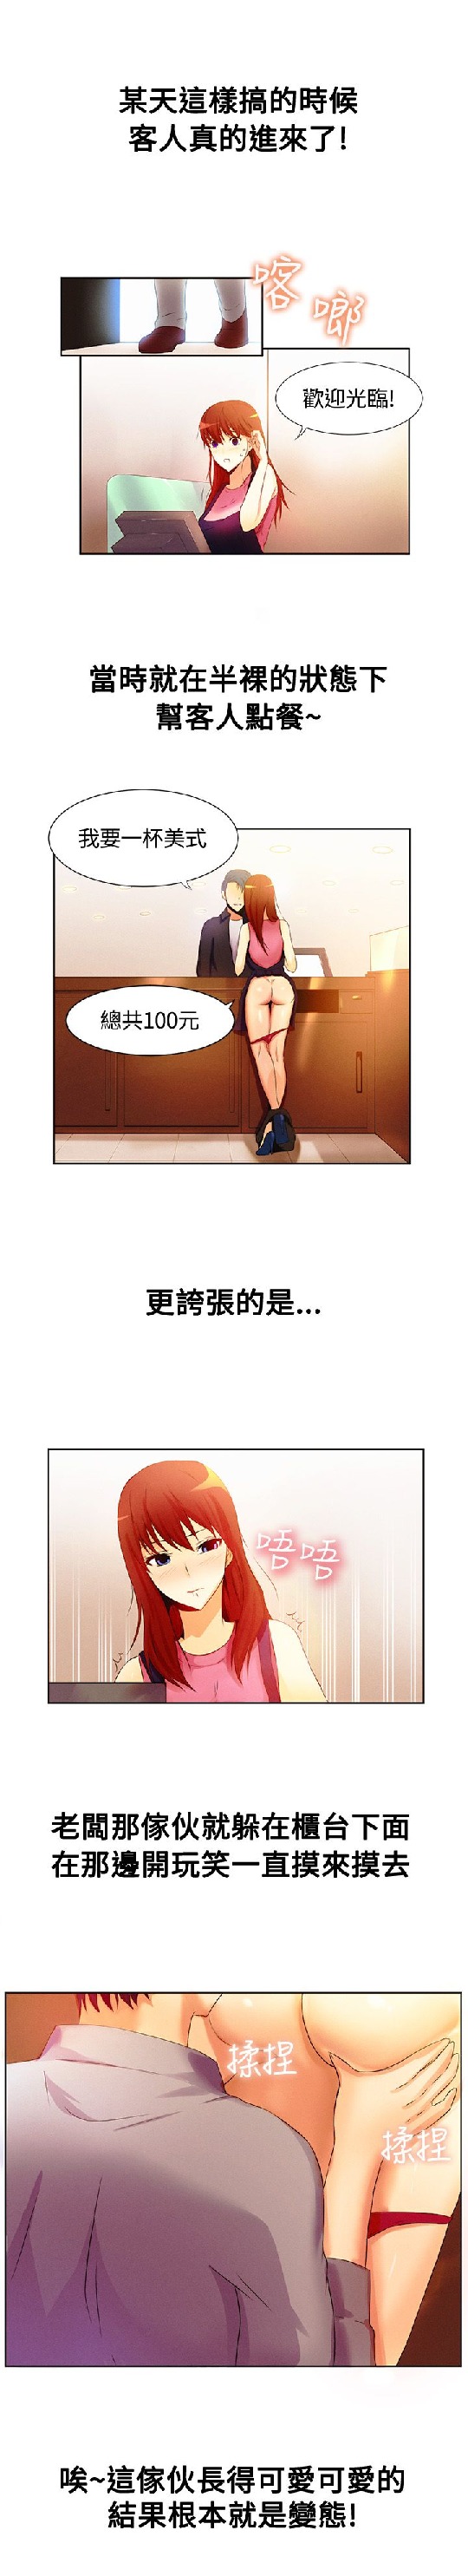 某天這樣搞的時候
客人真的進來了!
喀啷
歡迎光臨!
當時就在半裸的狀態下
幫客人點餐~
我要一杯美式
總共100元
更誇張的是...
唔唔
老闆那傢伙就躲在櫃台下面
在那邊開玩笑一直摸來摸去
揉捏
揉捏
唉~這傢伙長得可愛可愛的
結果根本就是變態!